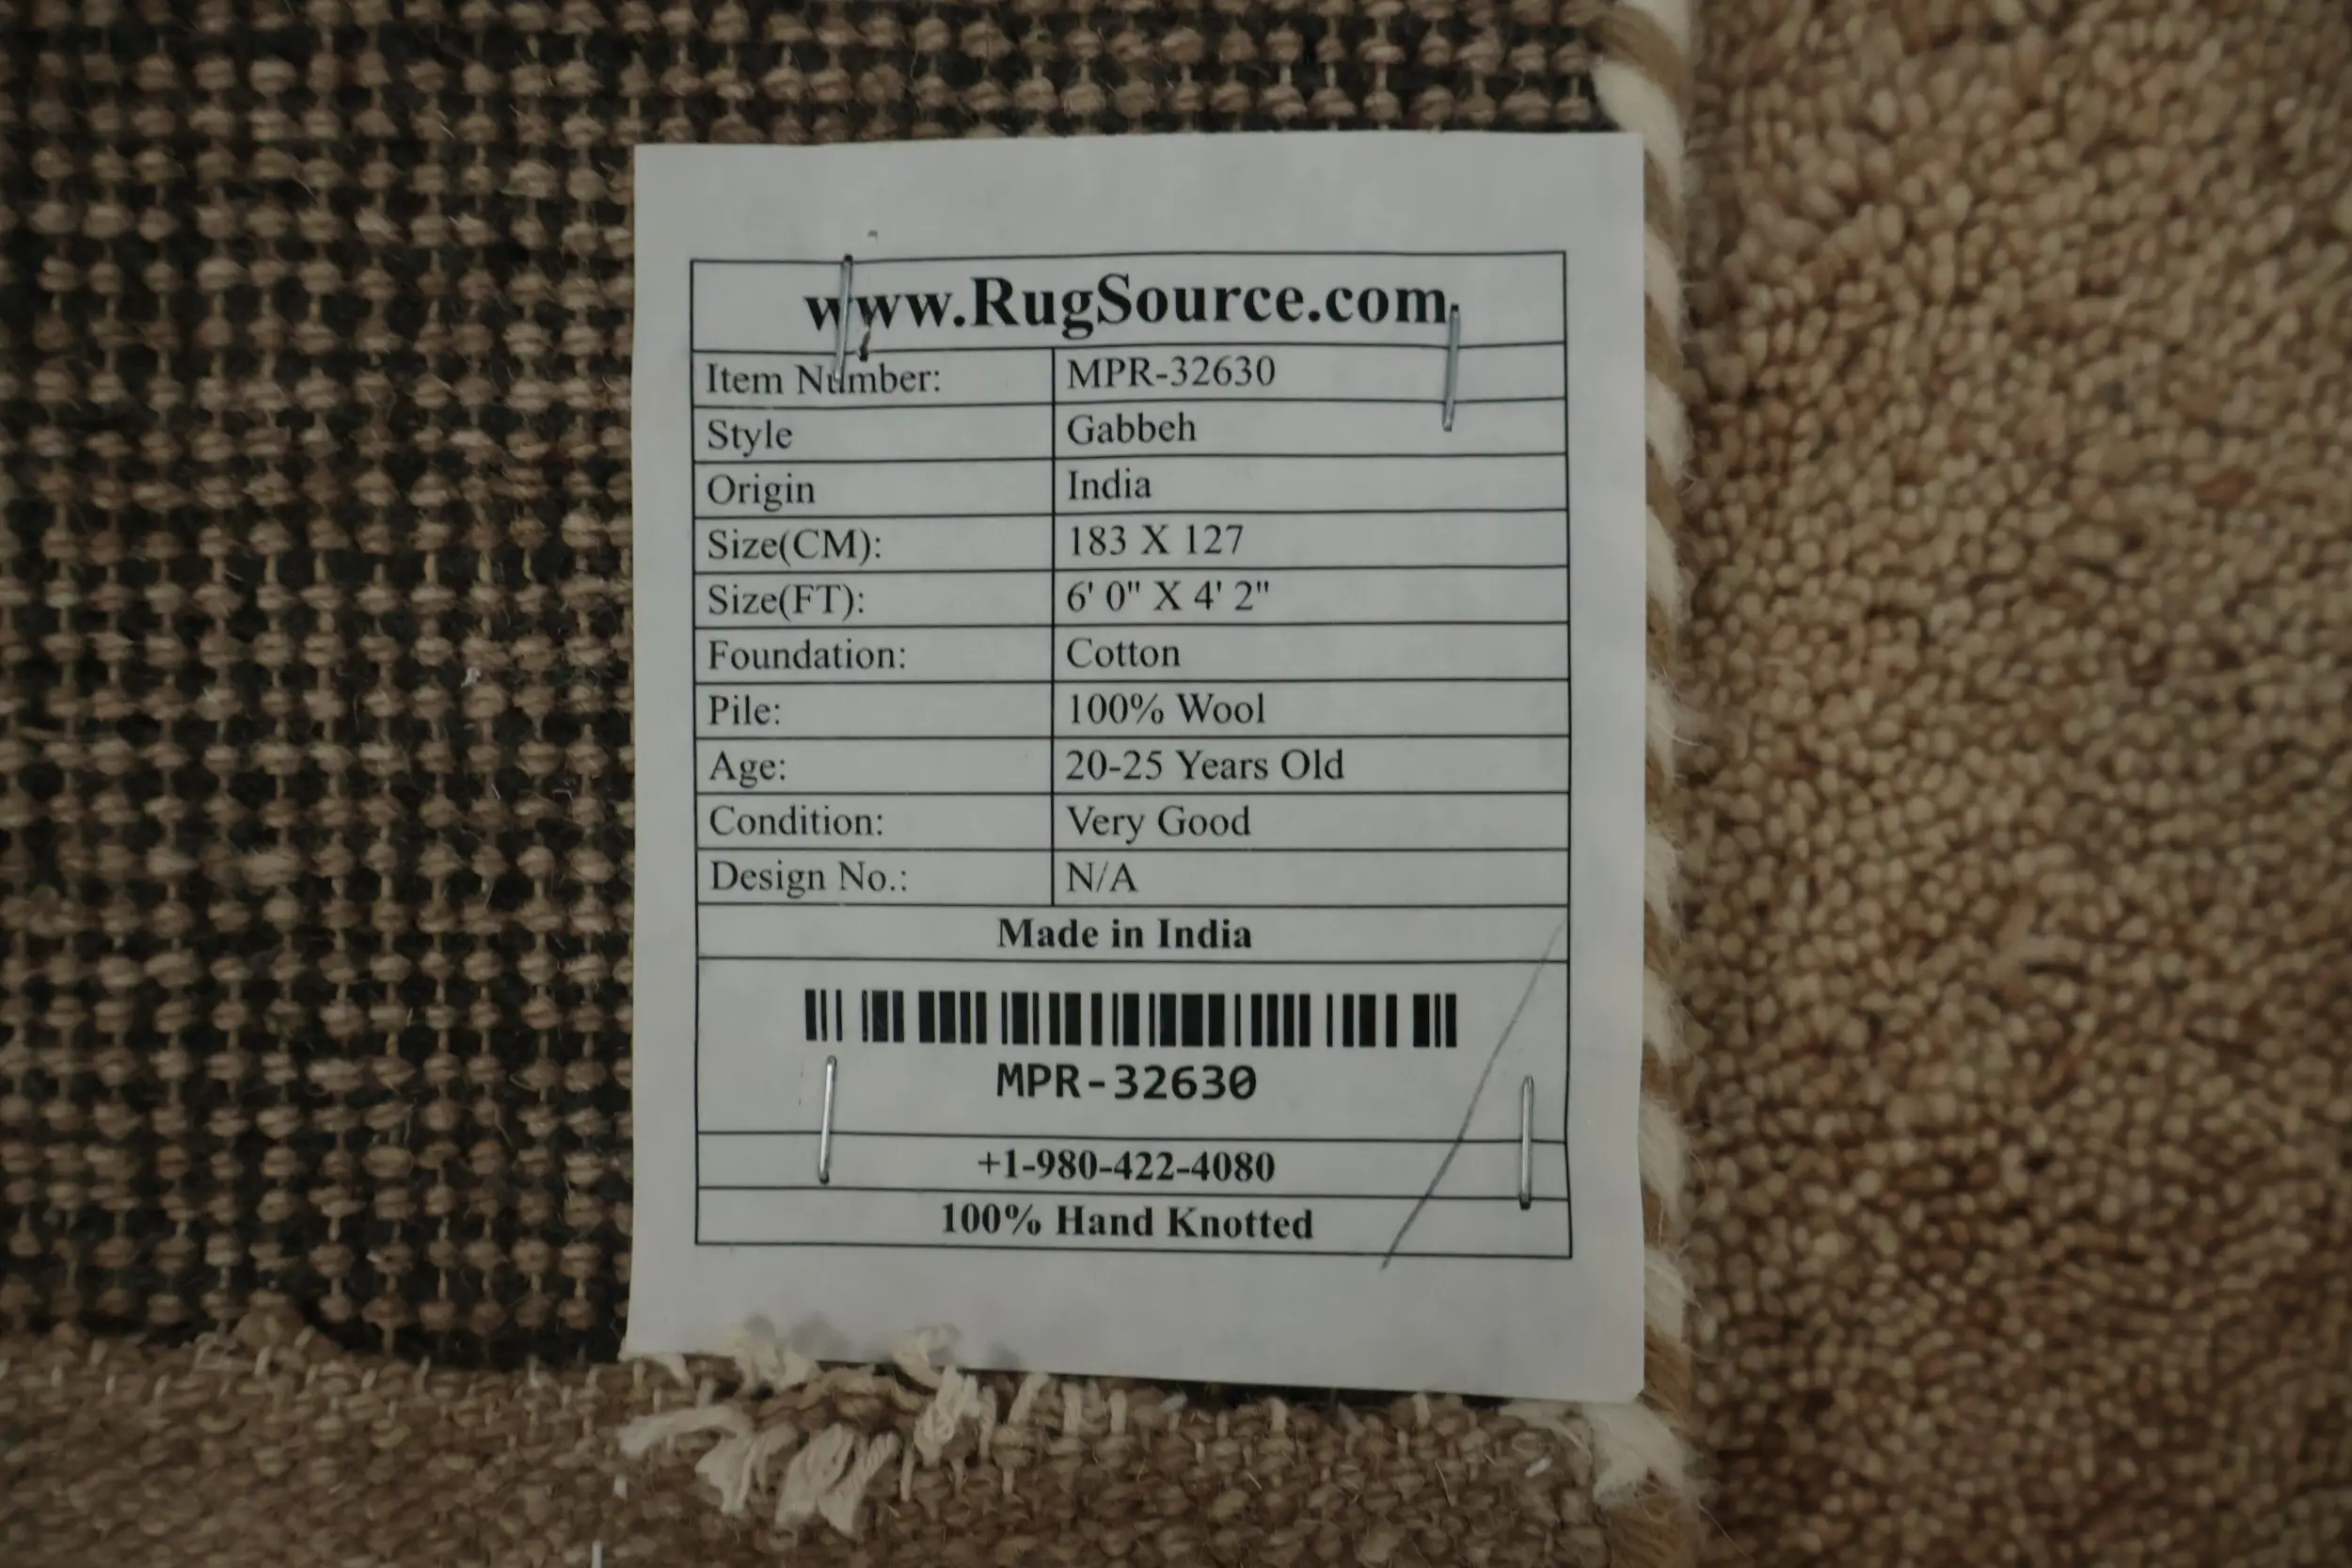 www.RugSource.com
Item Number: MPR-32630
Style Gabbeh
Origin India
Size(CM): 183 X 127
Size(FT): 6' 0" X 4' 2"
Foundation: Cotton
Pile: 100% Wool
Age: 20-25 Years Old
Condition: Very Good
Design No.: N/A
Made in India
MPR-32630
+1-980-422-4080
100% Hand Knotted